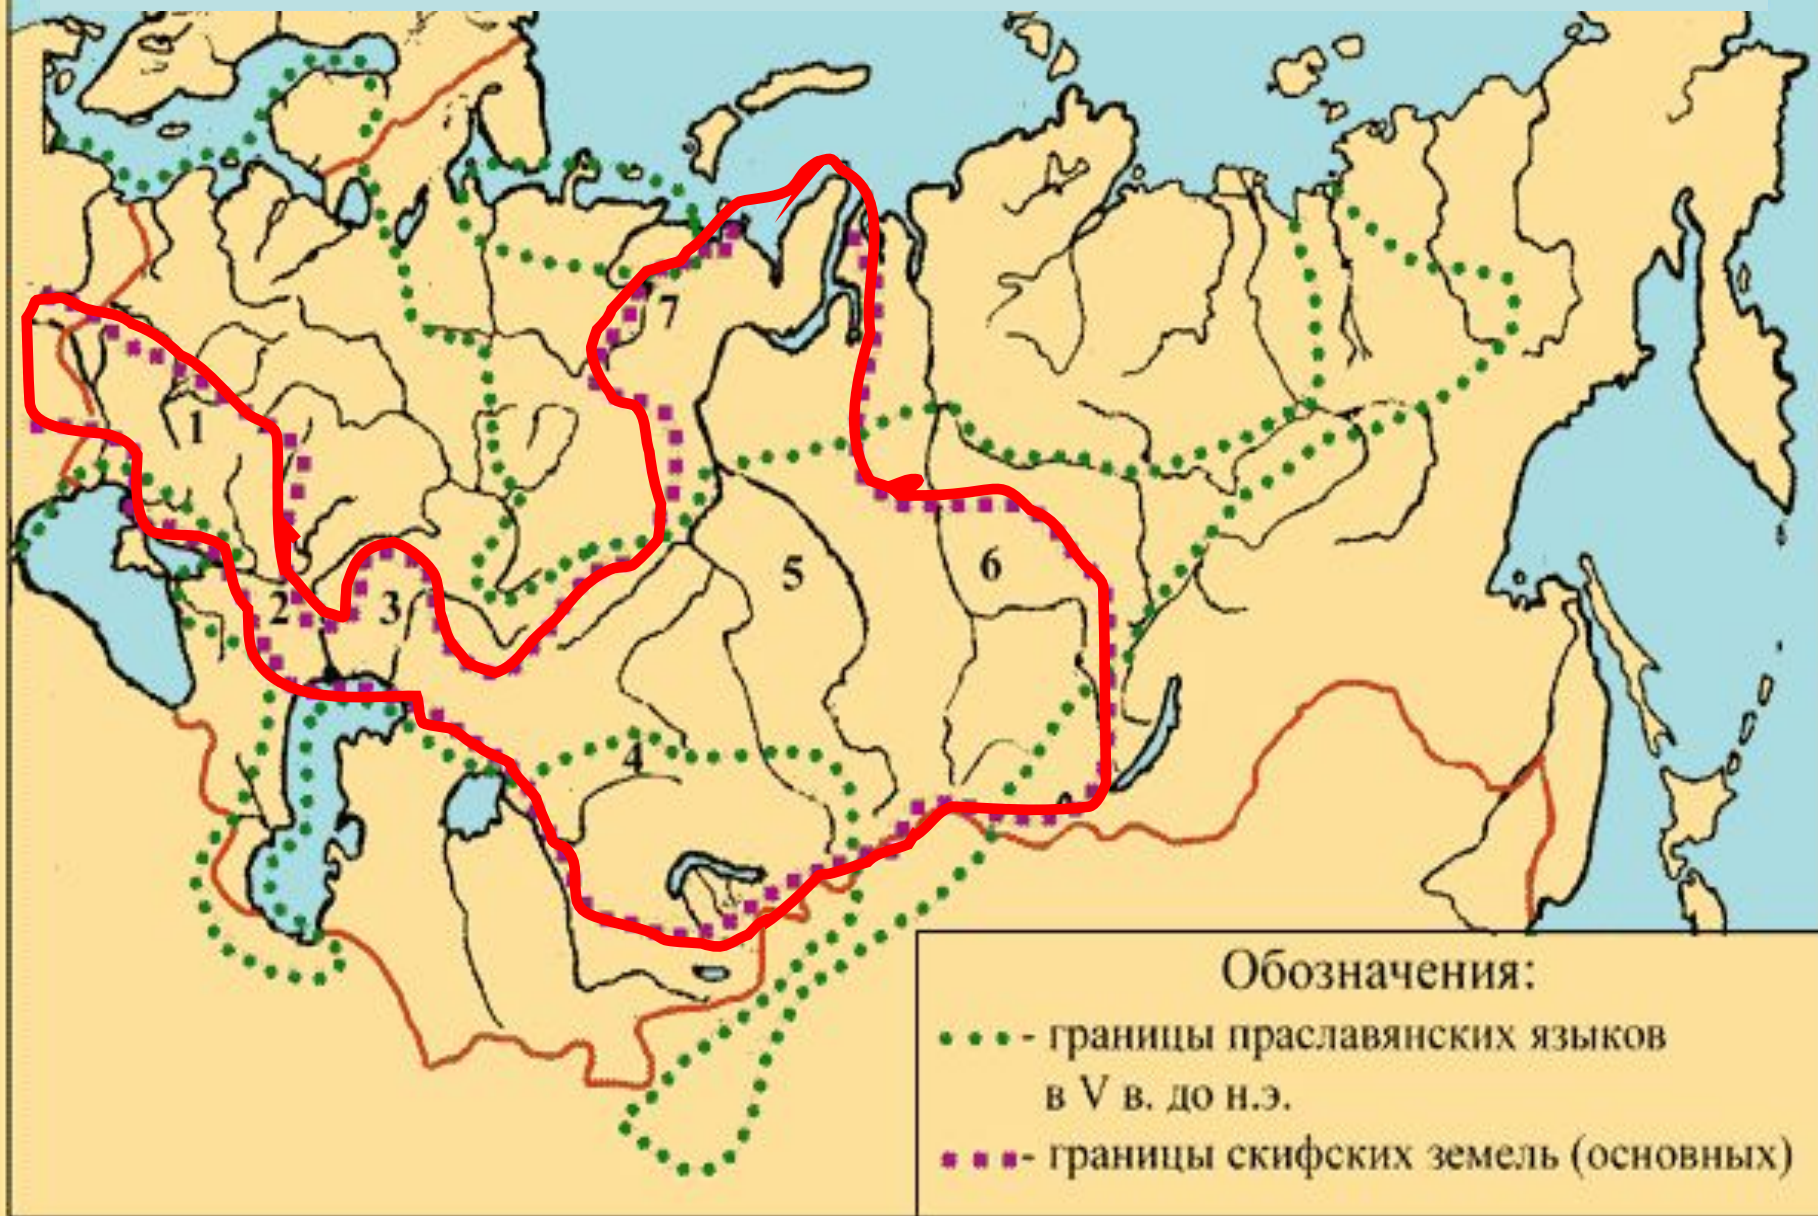 7
1
5
6
2
3
4
Обозначения:
- границы праславянских языков
в V в. до н.э.
- границы скифских земель (основных)